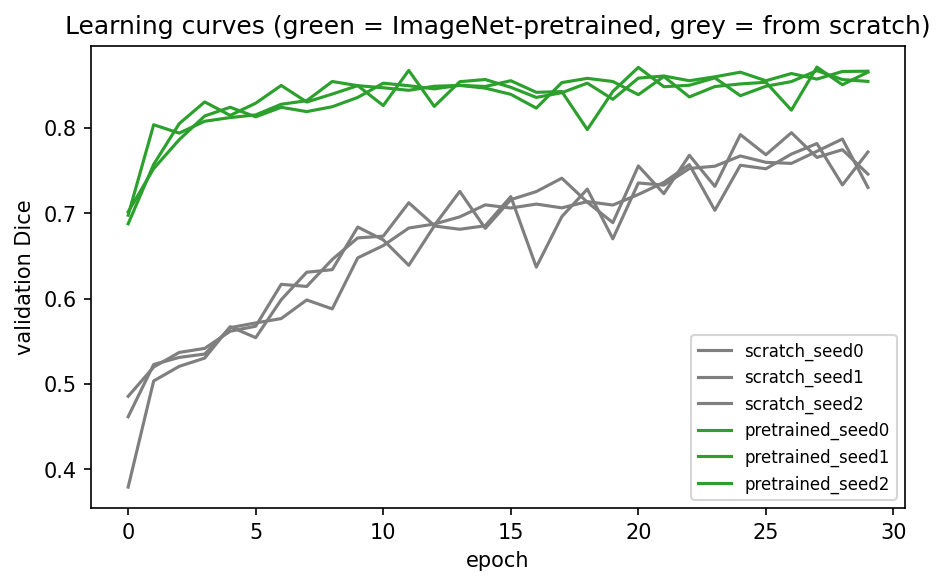 Learning curves (green = ImageNet-pretrained, grey = from scratch)
validation Dice
0.8
0.7
0.6
0.5
0.4
0 5 10 15 20 25 30
epoch
scratch_seed0
scratch_seed1
scratch_seed2
pretrained_seed0
pretrained_seed1
pretrained_seed2